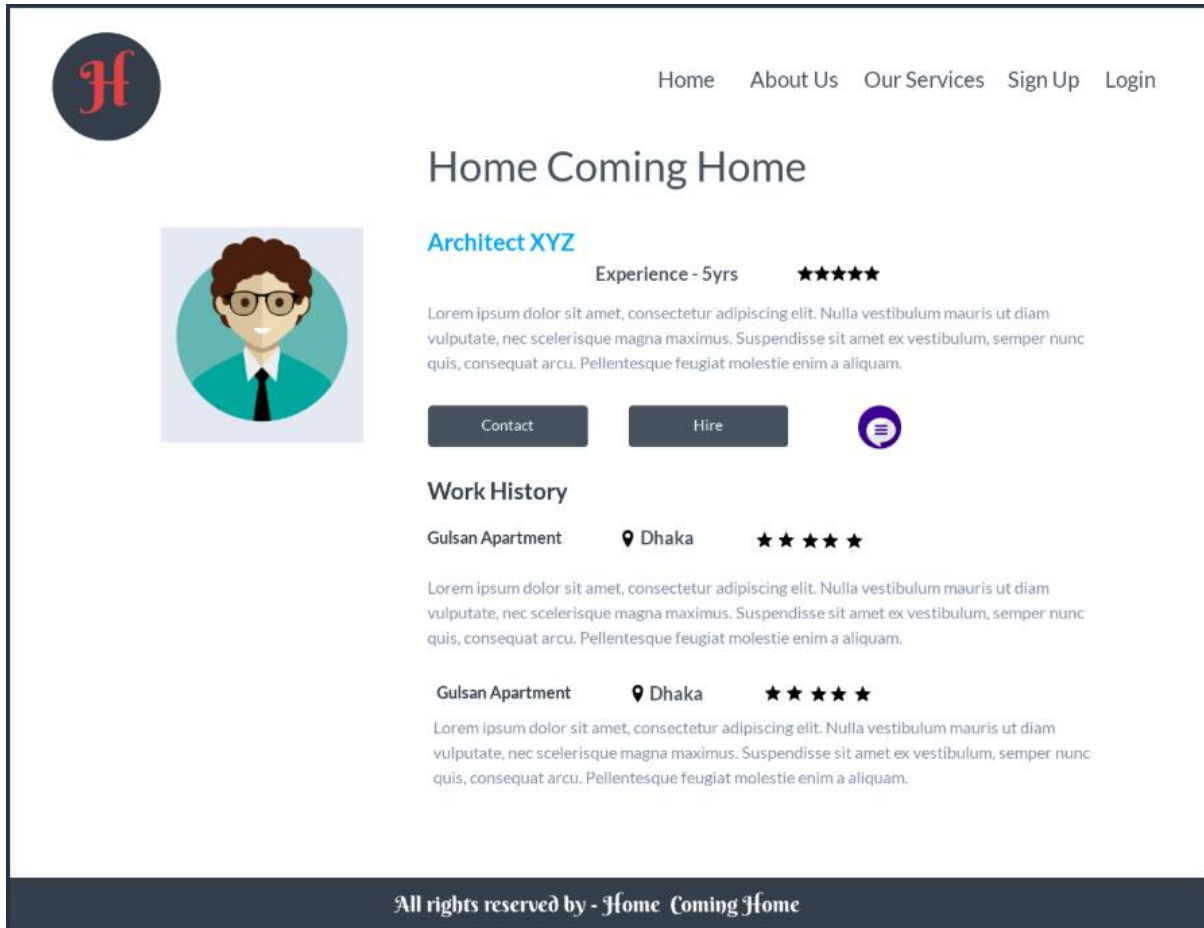 H
Home About Us Our Services Sign Up Login
Home Coming Home
Architect XYZ
Experience - 5yrs
Lorem ipsum dolor sit amet, consectetur adipiscing elit. Nulla vestibulum mauris ut diam
vulputate, nec scelerisque magna maximus. Suspendisse sit amet ex vestibulum, semper nunc
quis, consequat arcu. Pellentesque feugiat molestie enim a aliquam.
Contact Hire
Work History
Gulsan Apartment Dhaka
Lorem ipsum dolor sit amet, consectetur adipiscing elit. Nulla vestibulum mauris ut diam
vulputate, nec scelerisque magna maximus. Suspendisse sit amet ex vestibulum, semper nunc
quis, consequat arcu. Pellentesque feugiat molestie enim a aliquam.
Gulsan Apartment Dhaka
Lorem ipsum dolor sit amet, consectetur adipiscing elit. Nulla vestibulum mauris ut diam
vulputate, nec scelerisque magna maximus. Suspendisse sit amet ex vestibulum, semper nunc
quis, consequat arcu. Pellentesque feugiat molestie enim a aliquam.
All rights reserved by - Home Coming Home